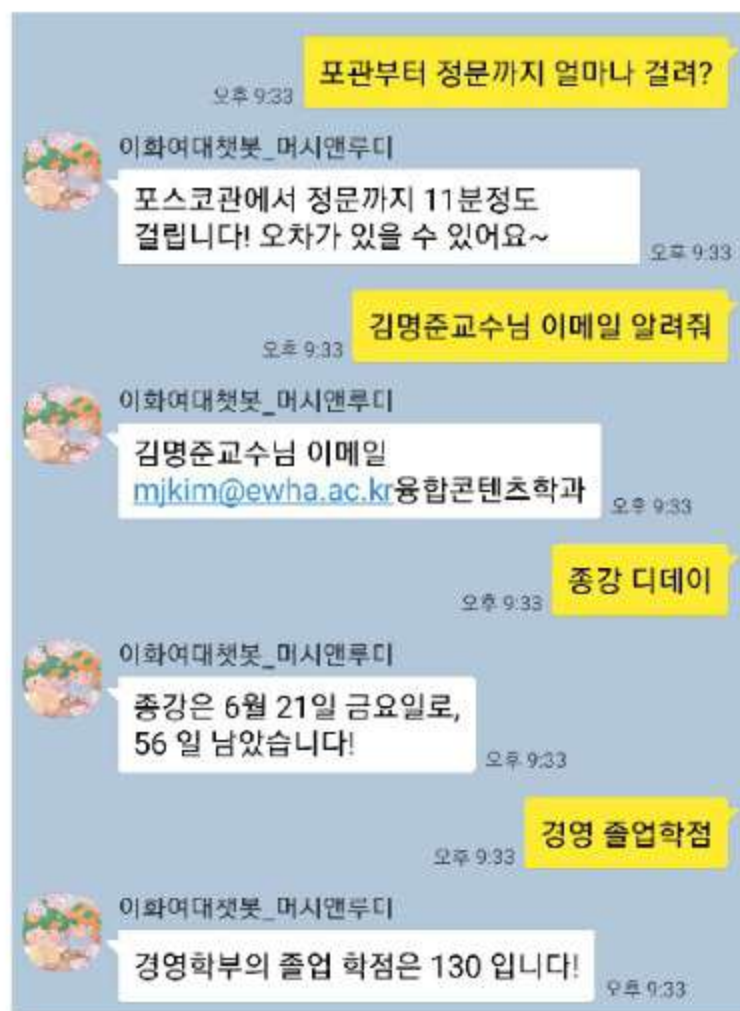 포관부터 정문까지 얼마나 걸려?
오후 9:33
이화여대챗봇_머시앤루디
포스코관에서 정문까지 11분정도
걸립니다! 오차가 있을 수 있어요~
오후 9:33
김명준교수님 이메일 알려줘
오후 9:33
이화여대챗봇_머시앤루디
김명준교수님 이메일
mjkim@ewha.ac.kr융합콘텐츠학과
오후 9:33
종강 디데이
오후 9:33
이화여대챗봇_머시앤루디
종강은 6월 21일 금요일로,
56 일 남았습니다!
오후 9:33
경영 졸업학점
오후 9:33
이화여대챗봇_머시앤루디
경영학부의 졸업 학점은 130 입니다!
오후 9:33